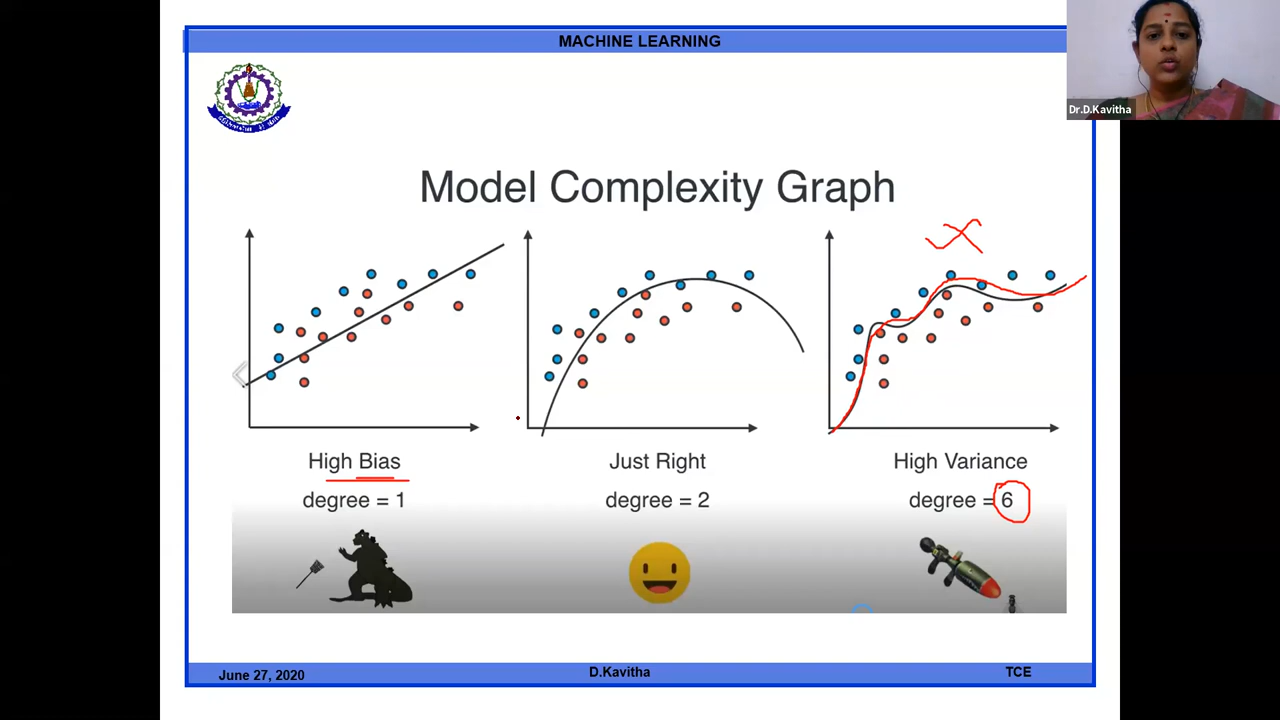 MACHINE LEARNING
Dr.D.Kavitha
Model Complexity Graph
High Bias
degree = 1
Just Right
degree = 2
High Variance
degree = 6
June 27, 2020
D.Kavitha
TCE